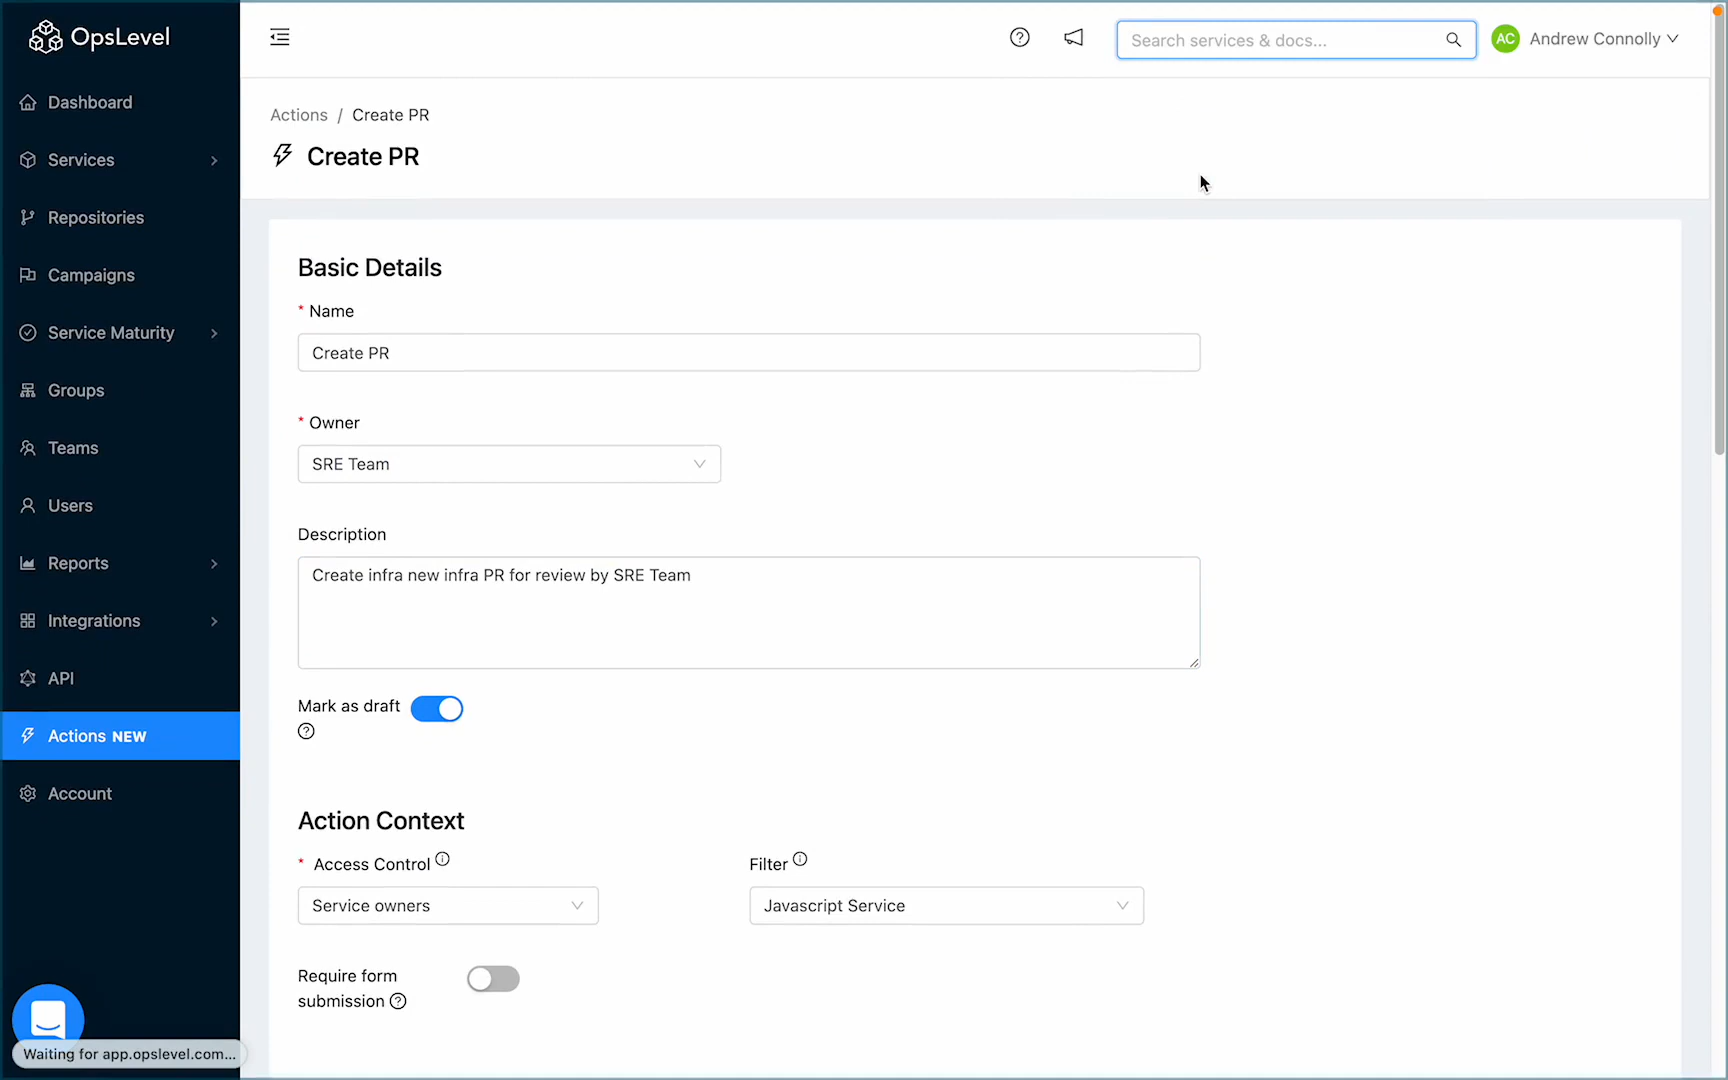 OpsLevel
Search services & docs...
AC
Andrew Connolly
Dashboard
Services
Repositories
Campaigns
Service Maturity
Groups
Teams
Users
Reports
Integrations
API
Actions NEW
Account
Waiting for app.opslevel.com...
Actions / Create PR
Create PR
Basic Details
* Name
Create PR
* Owner
SRE Team
Description
Create infra new infra PR for review by SRE Team
Mark as draft
Action Context
* Access Control
Filter
Service owners
Javascript Service
Require form
submission